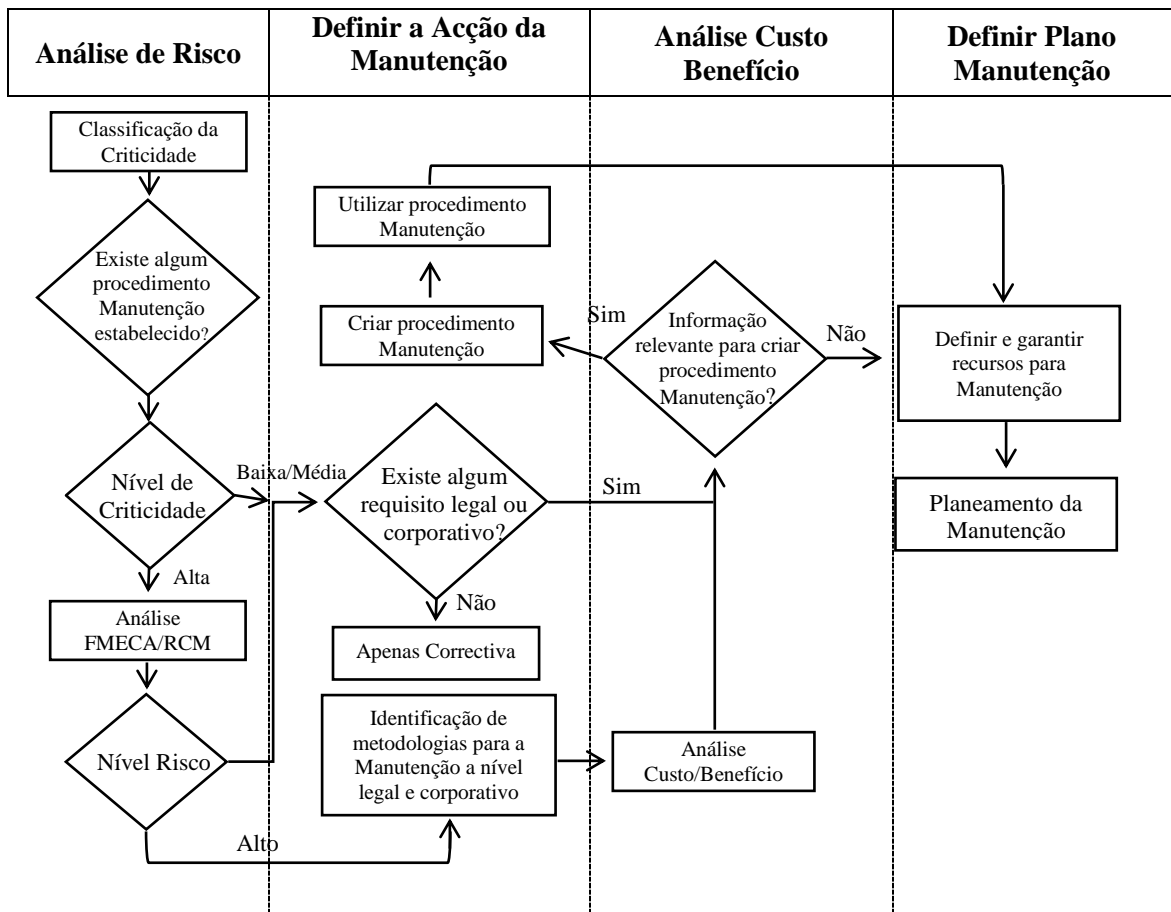 Análise de Risco
Definir a Acção da
Manutenção
Análise Custo
Benefício
Definir Plano
Manutenção
Classificação da
Criticidade
Existe algum
procedimento
Manutenção
estabelecido?
Nível de
Criticidade
Baixa/Média
Alta
Análise
FMECA/RCM
Nível Risco
Alto
Utilizar procedimento
Manutenção
Criar procedimento
Manutenção
Existe algum
requisito legal ou
corporativo?
Sim
Não
Apenas Correctiva
Identificação de
metodologias para a
Manutenção a nível
legal e corporativo
Sim
Informação
relevante para criar
procedimento
Manutenção?
Não
Análise
Custo/Benefício
Definir e garantir
recursos para
Manutenção
Planeamento da
Manutenção